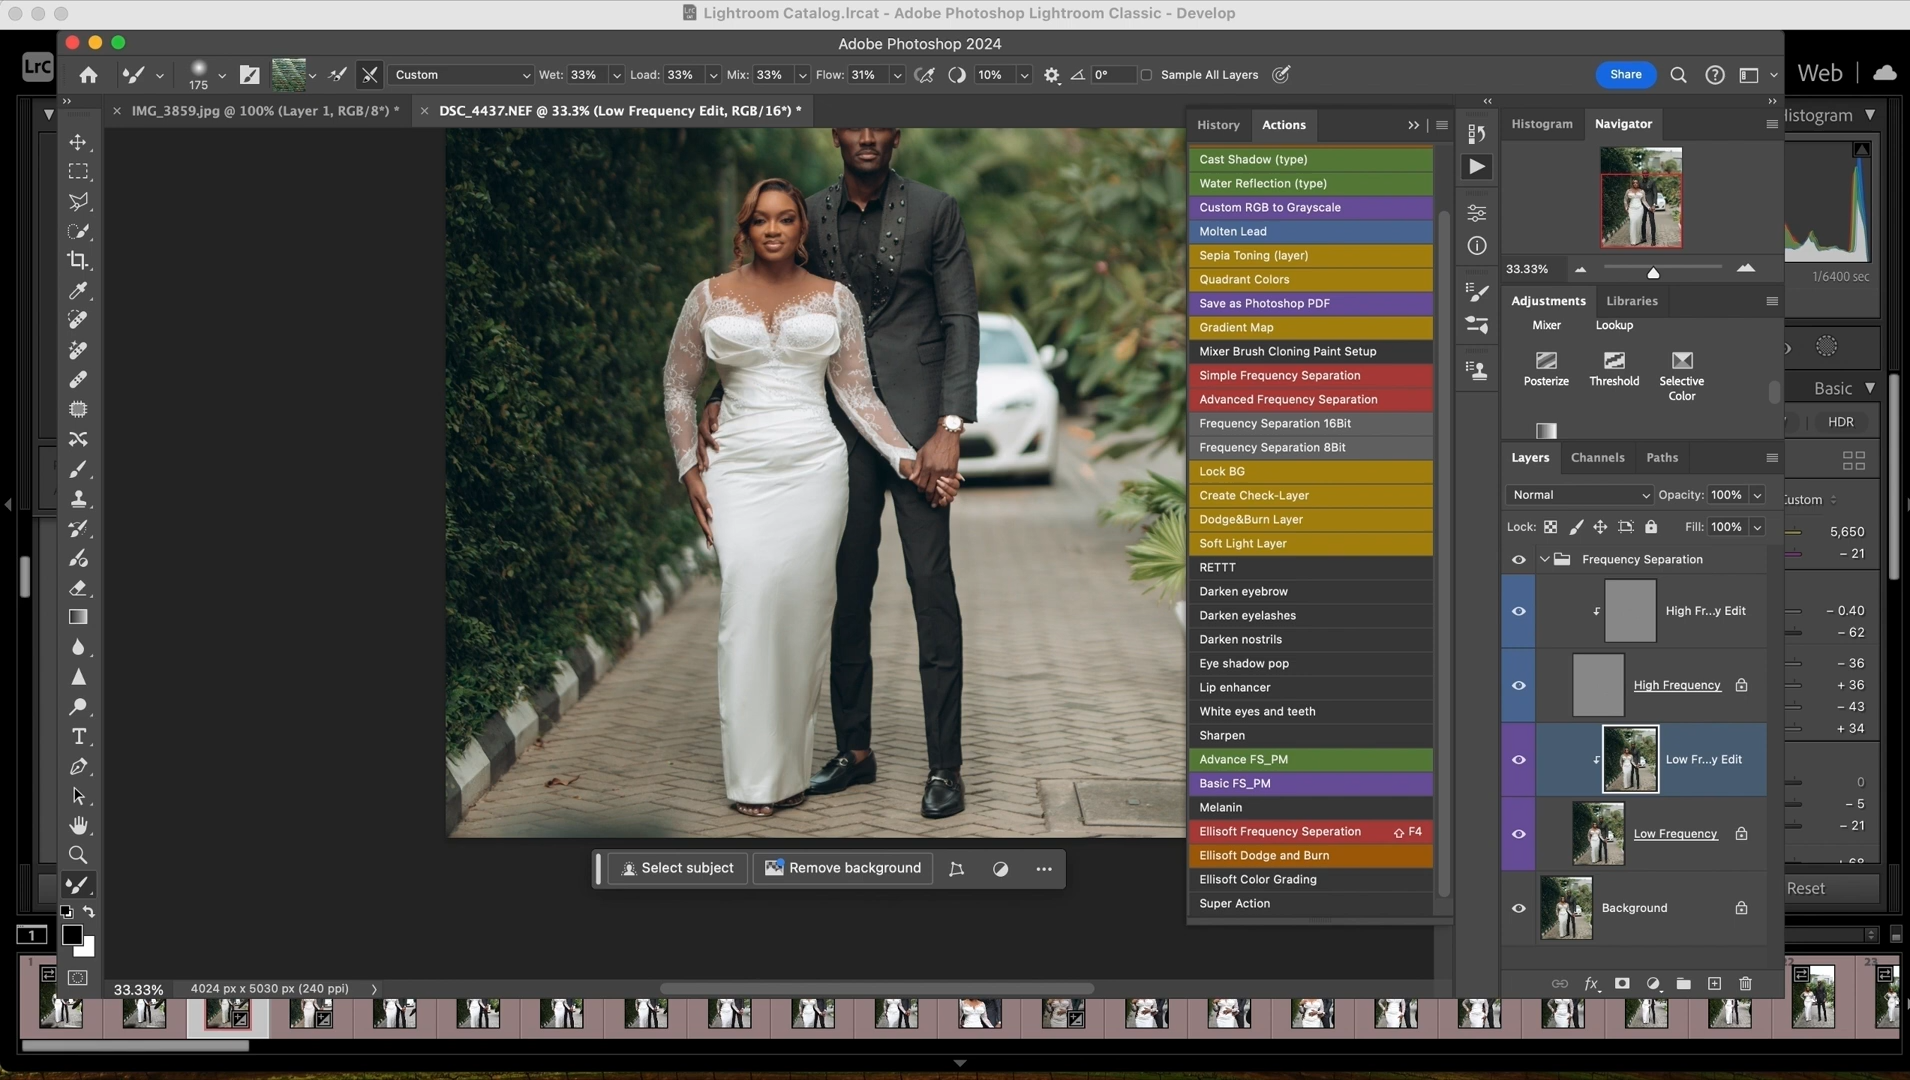 Lightroom Catalog.lrcat - Adobe Photoshop Lightroom Classic - Develop
Adobe Photoshop 2024
LrC
Web
175
Custom
Wet: 33%
Load: 33%
Mix: 33%
Flow: 31%
10%
0°
Sample All Layers
Share
IMG_3859.jpg @ 100% (Layer 1, RGB/8*) *
DSC_4437.NEF @ 33.3% (Low Frequency Edit, RGB/16*) *
History
Actions
Cast Shadow (type)
Water Reflection (type)
Custom RGB to Grayscale
Molten Lead
Sepia Toning (layer)
Quadrant Colors
Save as Photoshop PDF
Gradient Map
Mixer Brush Cloning Paint Setup
Simple Frequency Separation
Advanced Frequency Separation
Frequency Separation 16Bit
Frequency Separation 8Bit
Lock BG
Create Check-Layer
Dodge&Burn Layer
Soft Light Layer
RETTT
Darken eyebrow
Darken eyelashes
Darken nostrils
Eye shadow pop
Lip enhancer
White eyes and teeth
Sharpen
Advance FS_PM
Basic FS_PM
Melanin
Ellisoft Frequency Seperation F4
Ellisoft Dodge and Burn
Ellisoft Color Grading
Super Action
Histogram
Navigator
33.33%
Adjustments
Libraries
Mixer
Lookup
Posterize
Threshold
Selective
Color
Layers
Channels
Paths
Normal
Opacity: 100%
Lock:
Fill: 100%
Frequency Separation
High Fr...y Edit
High Frequency
Low Fr...y Edit
Low Frequency
Background
istogram
1/6400 sec
Basic
HDR
ustom
5,650
- 21
- 0.40
- 62
- 36
+ 36
- 43
+ 34
0
- 5
- 21
Reset
Select subject
Remove background
33.33%
4024 px x 5030 px (240 ppi)
1
1
23